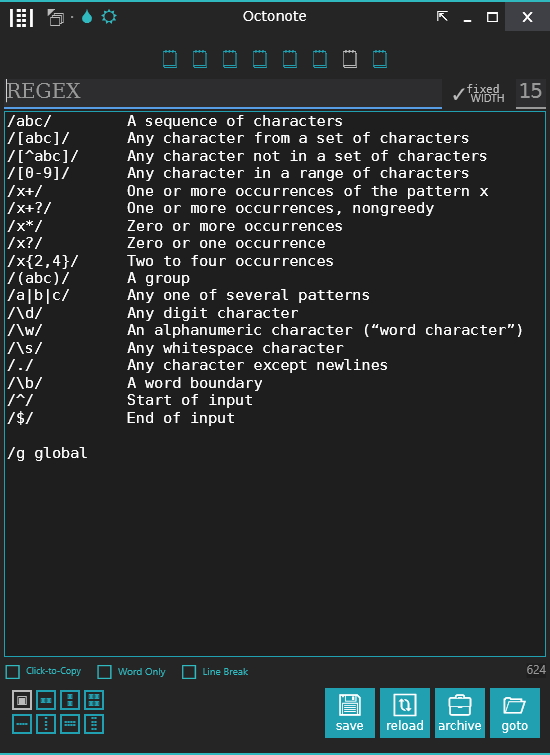 Octonote
REGEX
fixed WIDTH
15
/abc/ A sequence of characters
/[abc]/ Any character from a set of characters
/[^abc]/ Any character not in a set of characters
/[0-9]/ Any character in a range of characters
/x+/ One or more occurrences of the pattern x
/x+?/ One or more occurrences, nongreedy
/x*/ Zero or more occurrences
/x?/ Zero or one occurrence
/x{2,4}/ Two to four occurrences
/(abc)/ A group
/a|b|c/ Any one of several patterns
/\d/ Any digit character
/\w/ An alphanumeric character (“word character”)
/\s/ Any whitespace character
/./ Any character except newlines
/\b/ A word boundary
/^/ Start of input
/$/ End of input
/g global
Click-to-Copy Word Only Line Break 624
save reload archive goto